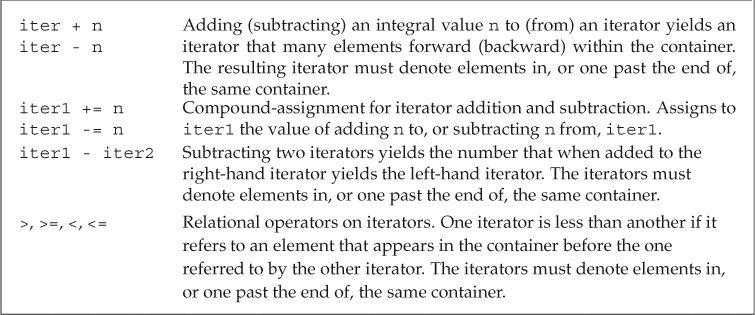 iter + n Adding (subtracting) an integral value n to (from) an iterator yields an
iter - n iterator that many elements forward (backward) within the container.
The resulting iterator must denote elements in, or one past the end of,
the same container.
iter1 += n Compound-assignment for iterator addition and subtraction. Assigns to
iter1 -= n iter1 the value of adding n to, or subtracting n from, iter1.
iter1 - iter2 Subtracting two iterators yields the number that when added to the
right-hand iterator yields the left-hand iterator. The iterators must
denote elements in, or one past the end of, the same container.
>, >=, <, <= Relational operators on iterators. One iterator is less than another if it
refers to an element that appears in the container before the one
referred to by the other iterator. The iterators must denote elements in,
or one past the end of, the same container.